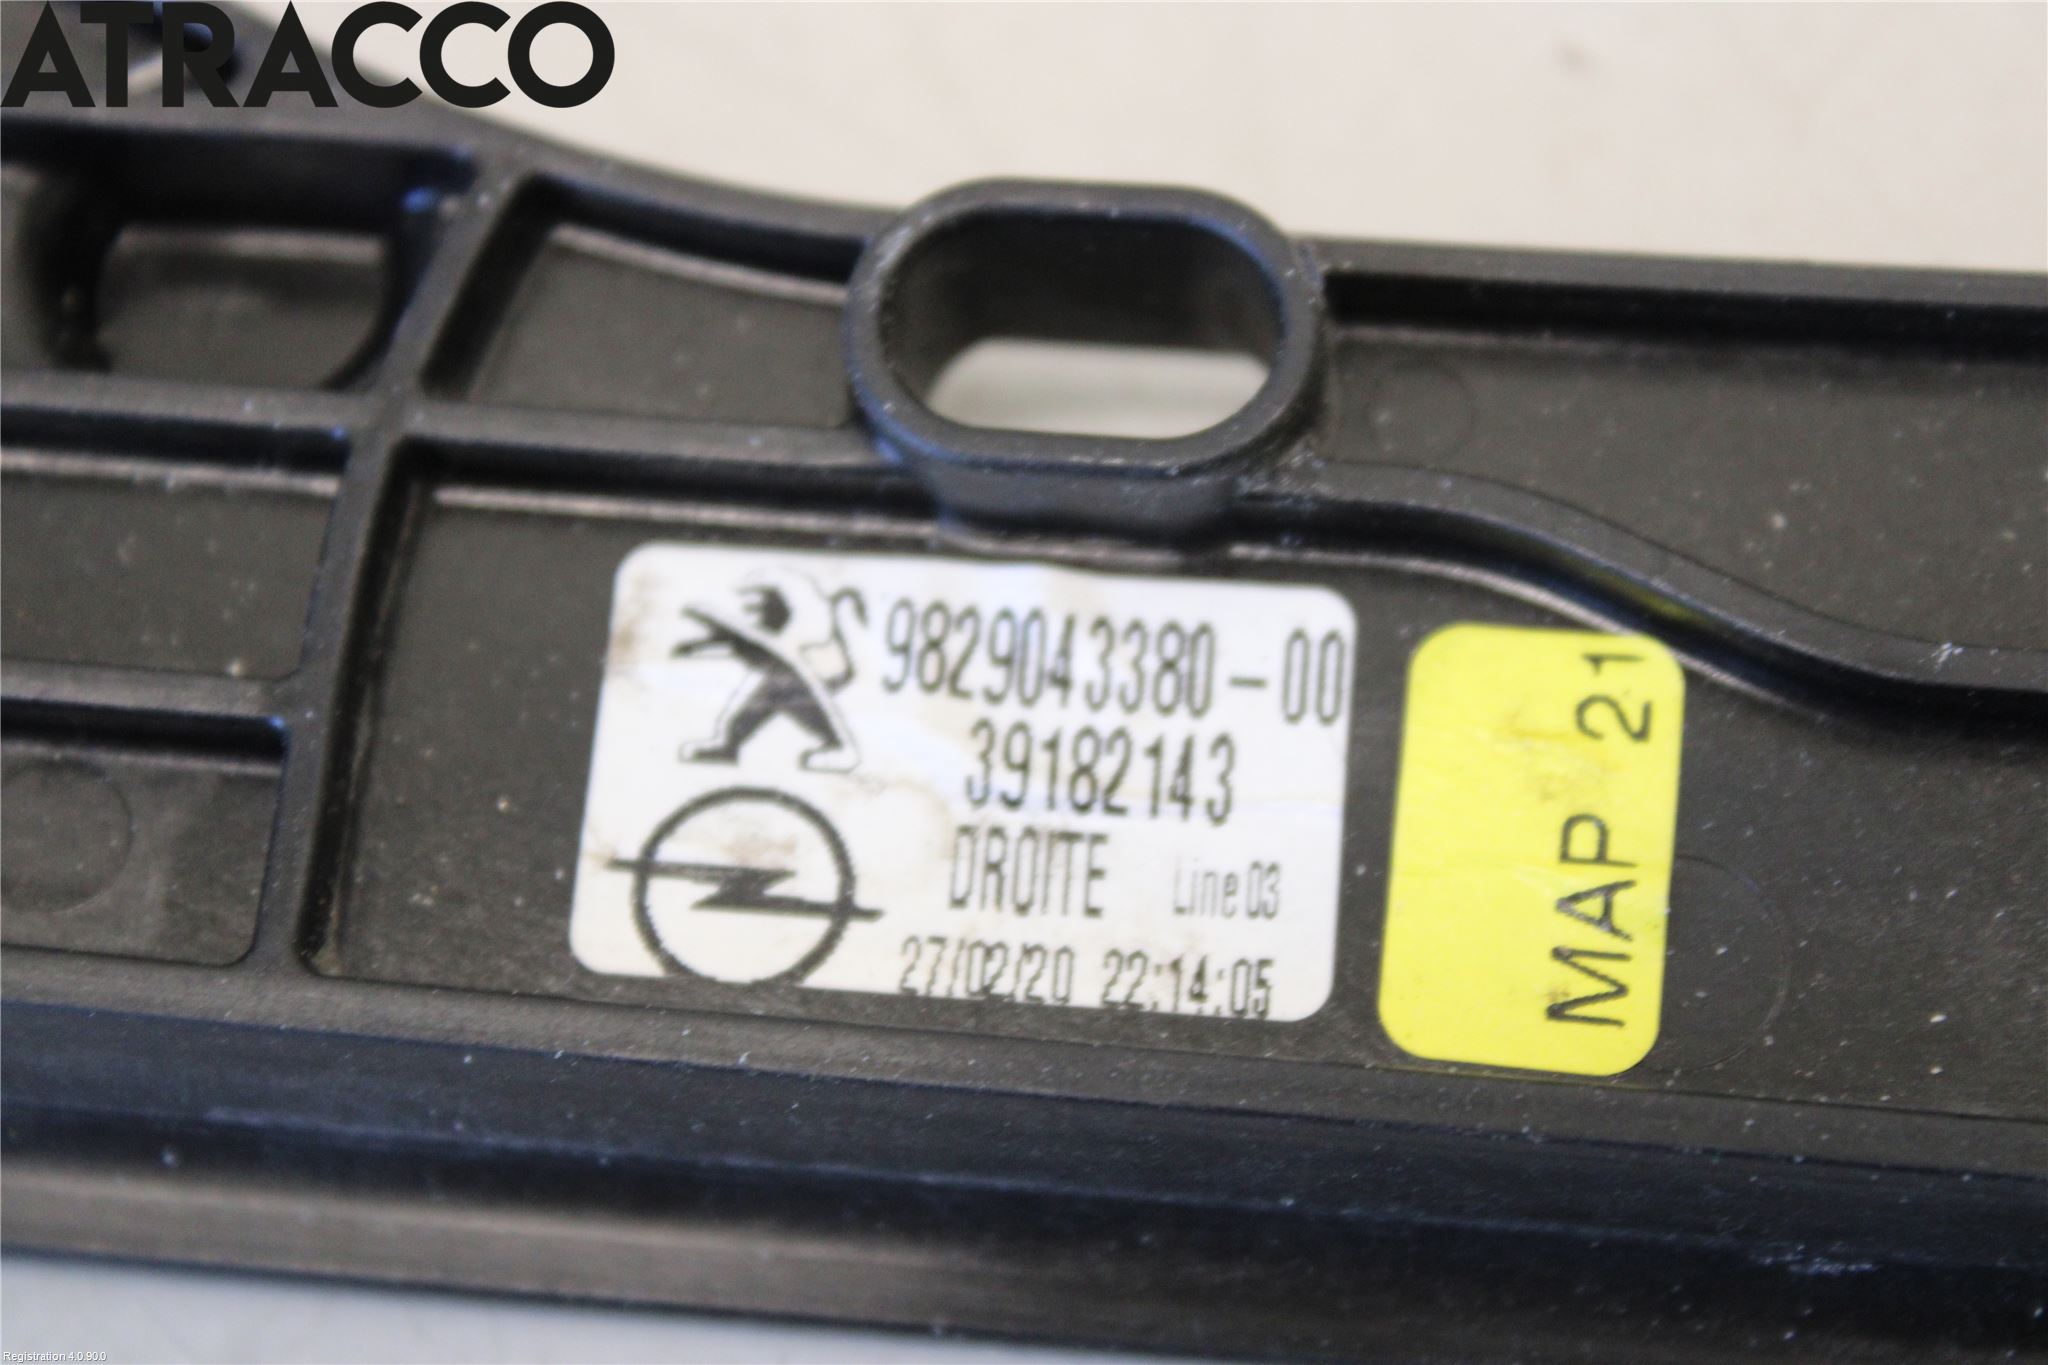 ATRACCO
9829043380-00
39182143
DROITE Line 03
27/02/20 22:14:05
MAP 21
Registration 4.0.90.0